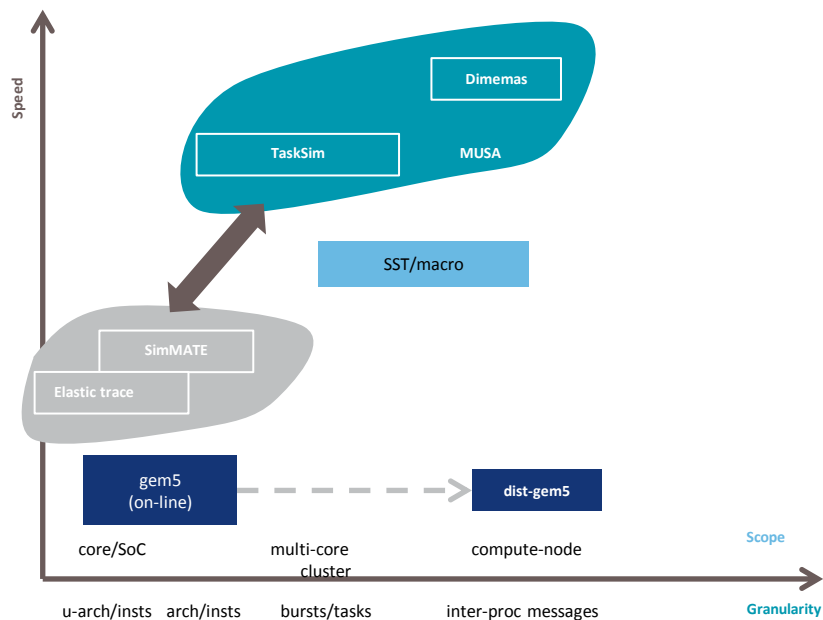 Speed
Dimemas
TaskSim
MUSA
SST/macro
SimMATE
Elastic trace
gem5
(on-line)
dist-gem5
core/SoC
multi-core
cluster
compute-node
Scope
u-arch/insts
arch/insts
bursts/tasks
inter-proc messages
Granularity